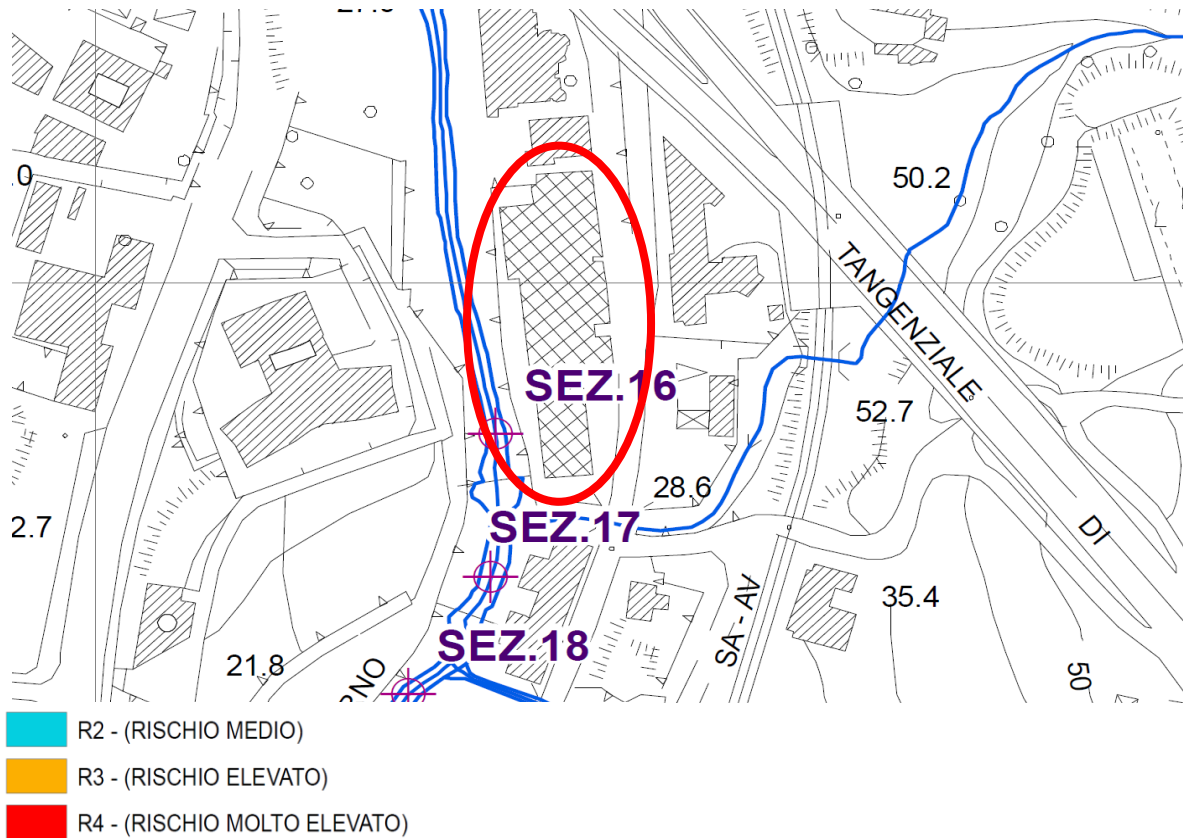 50.2
TANGENZIALE
SEZ.16
52.7
28.6
SEZ.17
DI
2.7
SA - AV
35.4
SEZ.18
21.8
50
R2 - (RISCHIO MEDIO)
R3 - (RISCHIO ELEVATO)
R4 - (RISCHIO MOLTO ELEVATO)